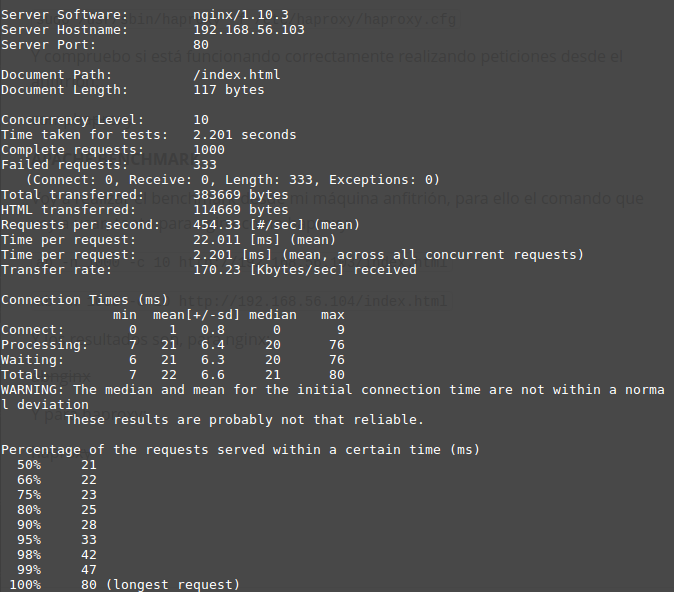 Server Software:        nginx/1.10.3
Server Hostname:        192.168.56.103
Server Port:            80
Document Path:          /index.html
Document Length:        117 bytes
Concurrency Level:      10
Time taken for tests:   2.201 seconds
Complete requests:      1000
Failed requests:        333
   (Connect: 0, Receive: 0, Length: 333, Exceptions: 0)
Total transferred:      383669 bytes
HTML transferred:       114669 bytes
Requests per second:    454.33 [#/sec] (mean)
Time per request:       22.011 [ms] (mean)
Time per request:       2.201 [ms] (mean, across all concurrent requests)
Transfer rate:          170.23 [Kbytes/sec] received
Connection Times (ms)
              min  mean[+/-sd] median   max
Connect:        0    1   0.8      0       9
Processing:     7   21   6.4     20      76
Waiting:        6   21   6.3     20      76
Total:          7   22   6.6     21      80
WARNING: The median and mean for the initial connection time are not within a norma
l deviation
        These results are probably not that reliable.
Percentage of the requests served within a certain time (ms)
  50%     21
  66%     22
  75%     23
  80%     25
  90%     28
  95%     33
  98%     42
  99%     47
 100%     80 (longest request)